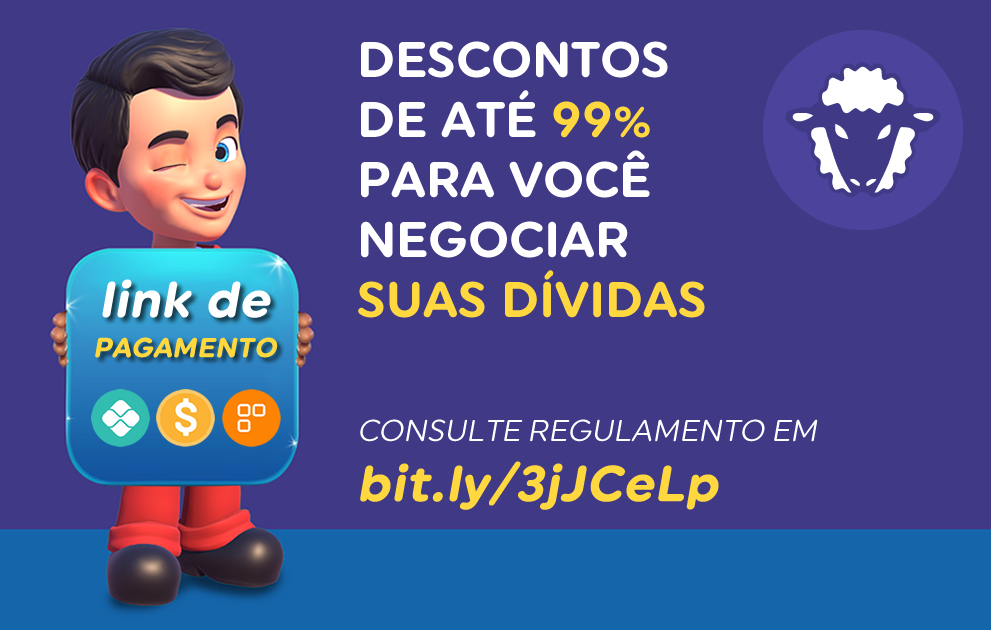 DESCONTOS
DE ATÉ 99%
PARA VOCÊ
NEGOCIAR
SUAS DÍVIDAS
link de
PAGAMENTO
$
CONSULTE REGULAMENTO EM
bit.ly/3jJCeLp